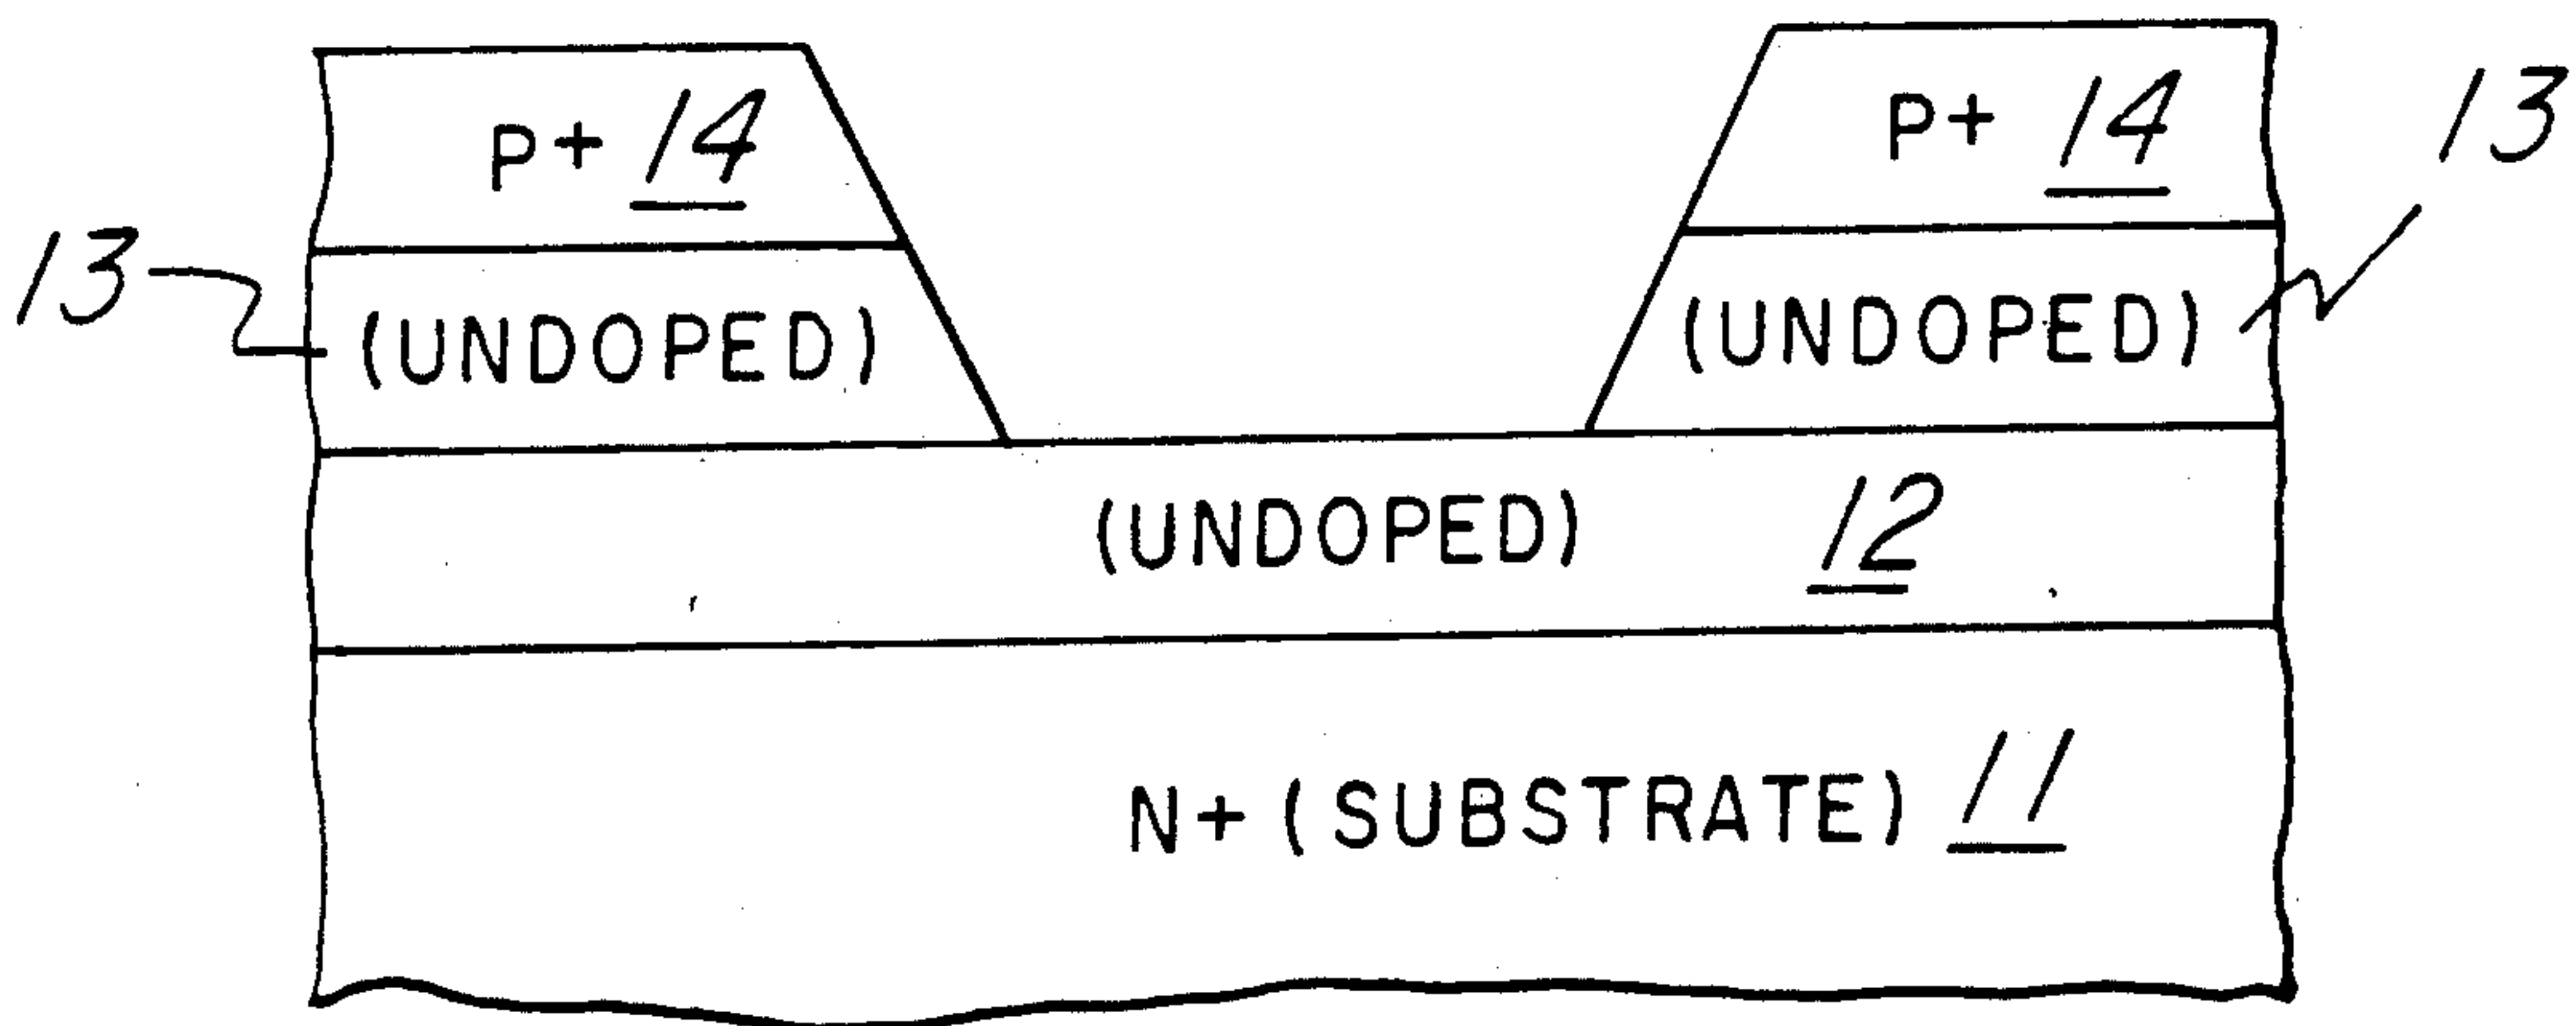 P+ 14
P+ 14
13
13
(UNDOPED)
(UNDOPED)
(UNDOPED) 12
N+ (SUBSTRATE) 11